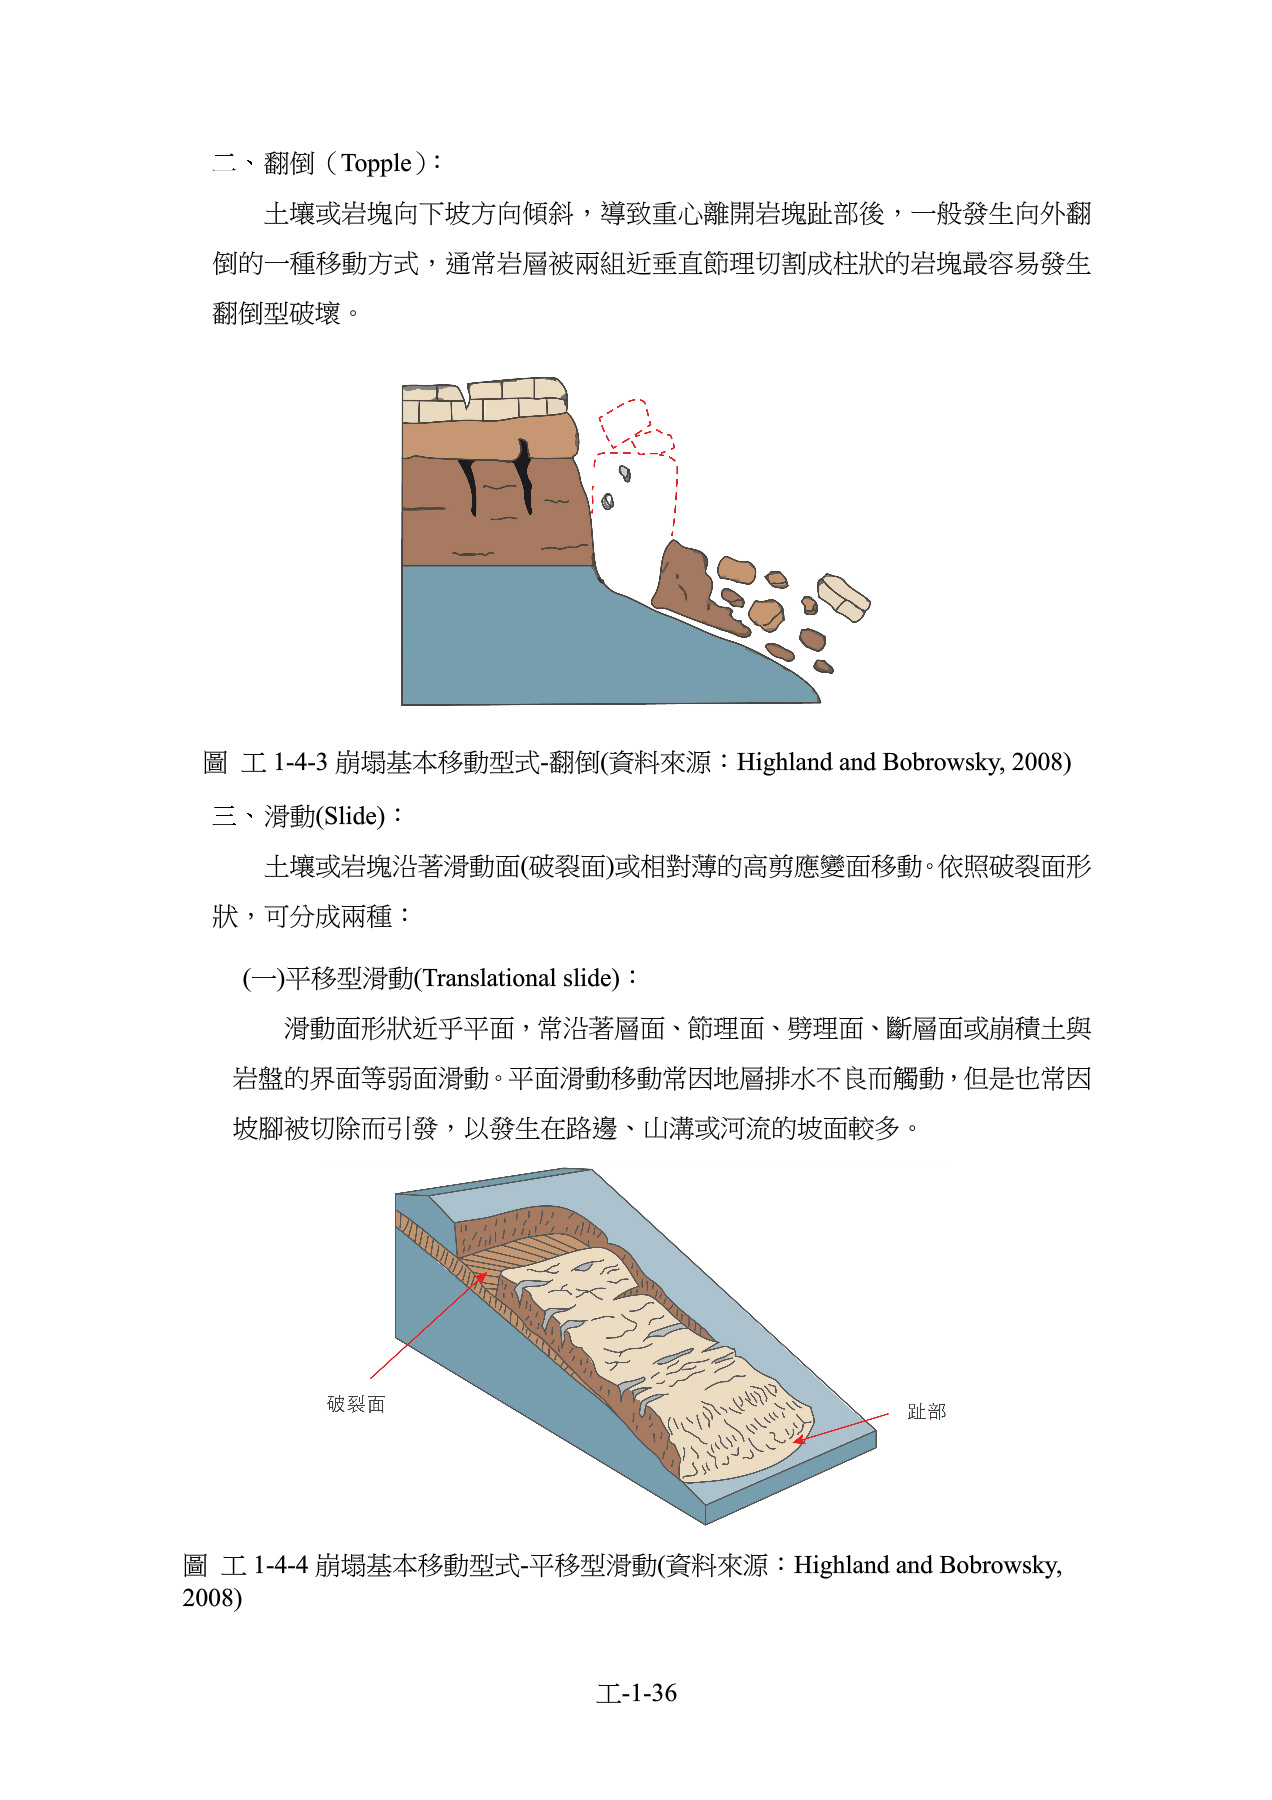 二、翻倒（Topple）：
土壤或岩塊向下坡方向傾斜，導致重心離開岩塊趾部後，一般發生向外翻
倒的一種移動方式，通常岩層被兩組近垂直節理切割成柱狀的岩塊最容易發生
翻倒型破壞。
圖 工 1-4-3 崩塌基本移動型式-翻倒(資料來源：Highland and Bobrowsky, 2008)
三、滑動(Slide)：
土壤或岩塊沿著滑動面(破裂面)或相對薄的高剪應變面移動。依照破裂面形
狀，可分成兩種：
(一)平移型滑動(Translational slide)：
滑動面形狀近乎平面，常沿著層面、節理面、劈理面、斷層面或崩積土與
岩盤的界面等弱面滑動。平面滑動移動常因地層排水不良而觸動，但是也常因
坡腳被切除而引發，以發生在路邊、山溝或河流的坡面較多。
破裂面
趾部
圖 工 1-4-4 崩塌基本移動型式-平移型滑動(資料來源：Highland and Bobrowsky,
2008)
工-1-36